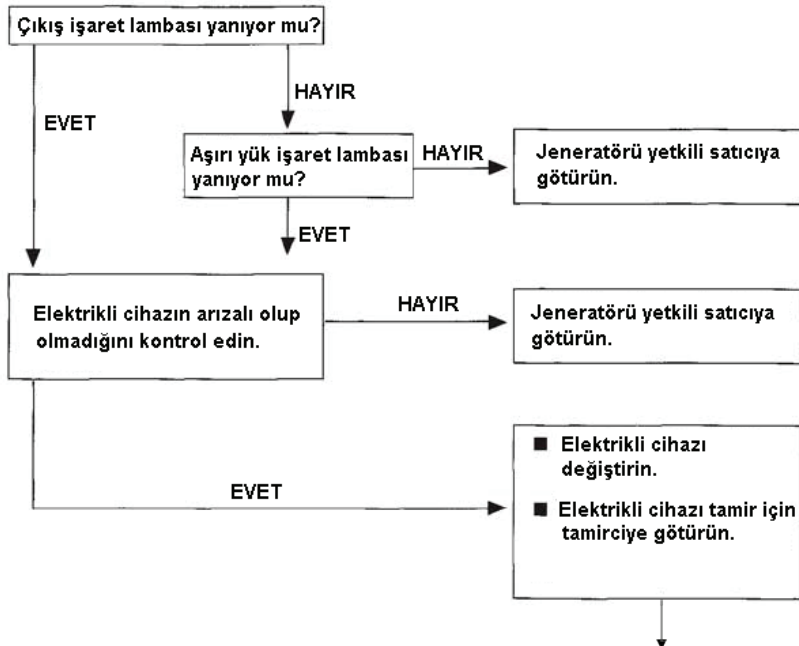 Çıkış işaret lambası yanıyor mu?
HAYIR
EVET
Aşırı yük işaret lambası
yanıyor mu?
HAYIR
Jeneratörü yetkili satıcıya
götürün.
EVET
Elektrikli cihazın arızalı olup
olmadığını kontrol edin.
HAYIR
Jeneratörü yetkili satıcıya
götürün.
EVET
■ Elektrikli cihazı
değiştirin.
■ Elektrikli cihazı tamir için
tamirciye götürün.